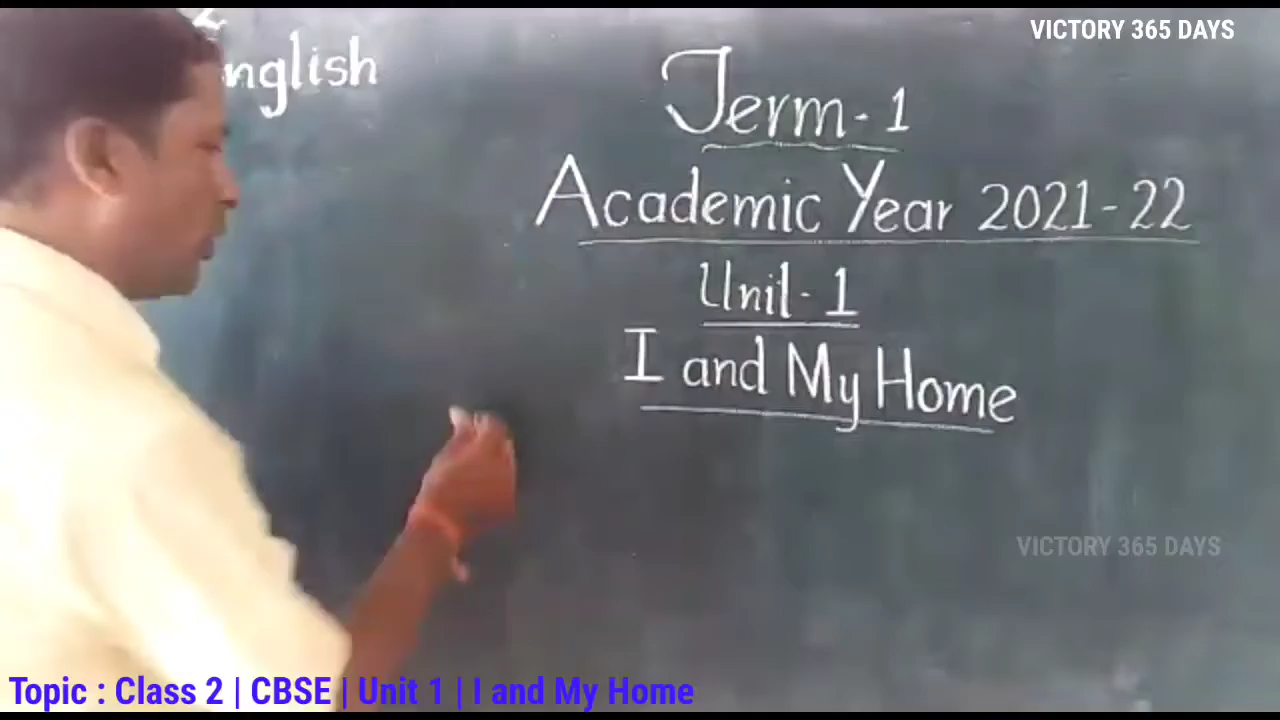 VICTORY 365 DAYS
2
nglish
Term - 1
Academic Year 2021-22
Unit - 1
I and My Home
VICTORY 365 DAYS
Topic : Class 2 | CBSE | Unit 1 | I and My Home